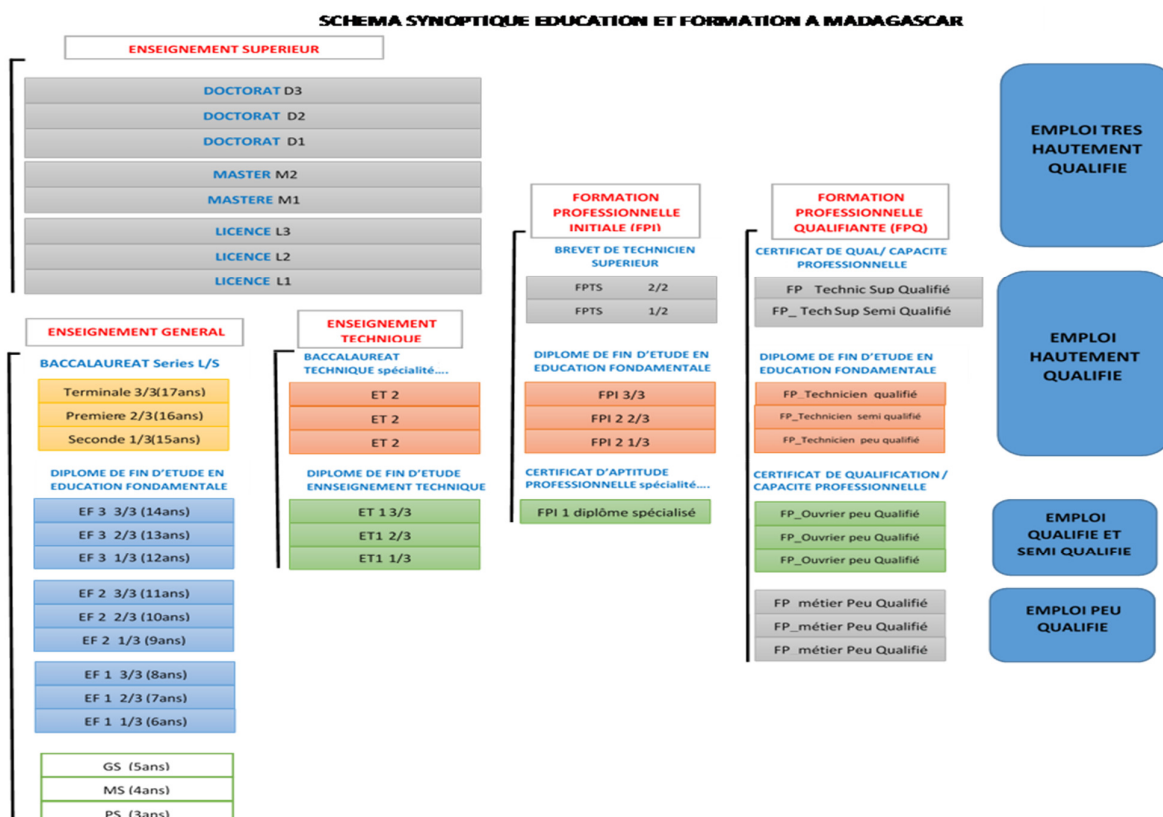 SCHEMA SYNOPTIQUE EDUCATION ET FORMATION A MADAGASCAR
ENSEIGNEMENT SUPERIEUR
DOCTORAT D3
DOCTORAT D2
DOCTORAT D1
MASTER M2
MASTERE M1
LICENCE L3
LICENCE L2
LICENCE L1
ENSEIGNEMENT GENERAL
BACCALAUREAT Series L/S
Terminale 3/3(17ans)
Premiere 2/3(16ans)
Seconde 1/3(15ans)
DIPLOME DE FIN D'ETUDE EN
EDUCATION FONDAMENTALE
EF 3 3/3 (14ans)
EF 3 2/3 (13ans)
EF 3 1/3 (12ans)
EF 2 3/3 (11ans)
EF 2 2/3 (10ans)
EF 2 1/3 (9ans)
EF 1 3/3 (8ans)
EF 1 2/3 (7ans)
EF 1 1/3 (6ans)
GS (5ans)
MS (4ans)
PS (3ans)
ENSEIGNEMENT
TECHNIQUE
BACCALAUREAT
TECHNIQUE spécialité....
ET 2
ET 2
ET 2
DIPLOME DE FIN D'ETUDE
ENNSEIGNEMENT TECHNIQUE
ET 1 3/3
ET1 2/3
ET1 1/3
FORMATION
PROFESSIONNELLE
INITIALE (FPI)
BREVET DE TECHNICIEN
SUPERIEUR
FPTS 2/2
FPTS 1/2
DIPLOME DE FIN D'ETUDE EN
EDUCATION FONDAMENTALE
FPI 3/3
FPI 2 2/3
FPI 2 1/3
CERTIFICAT D'APTITUDE
PROFESSIONNELLE spécialité....
FPI 1 diplôme spécialisé
FORMATION
PROFESSIONNELLE
QUALIFIANTE (FPQ)
CERTIFICAT DE QUAL/ CAPACITE
PROFESSIONNELLE
FP Technic Sup Qualifié
FP_ Tech Sup Semi Qualifié
DIPLOME DE FIN D'ETUDE EN
EDUCATION FONDAMENTALE
FP_Technicien qualifié
FP_Technicien semi qualifié
FP_Technicien peu qualifié
CERTIFICAT DE QUALIFICATION /
CAPACITE PROFESSIONNELLE
FP_Ouvrier peu Qualifié
FP_Ouvrier peu Qualifié
FP_Ouvrier peu Qualifié
FP métier Peu Qualifié
FP_métier Peu Qualifié
FP métier Peu Qualifié
EMPLOI TRES
HAUTEMENT
QUALIFIE
EMPLOI
HAUTEMENT
QUALIFIE
EMPLOI
QUALIFIE ET
SEMI QUALIFIE
EMPLOI PEU
QUALIFIE